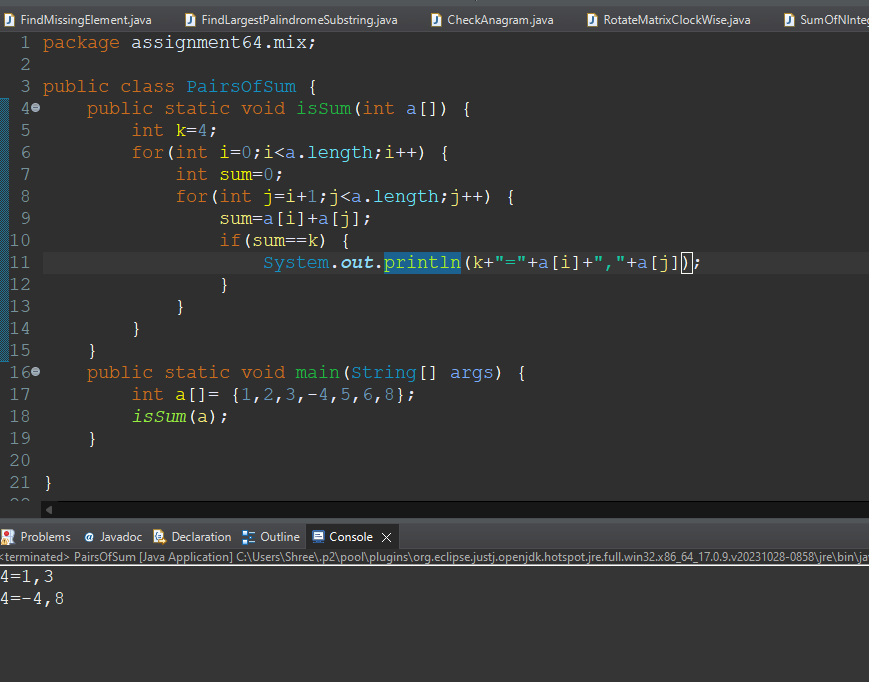 FindMissingElement.java FindLargestPalindromeSubstring.java CheckAnagram.java RotateMatrixClockWise.java SumOfNInteg
1 package assignment64.mix;
2
3 public class PairsOfSum {
4 public static void isSum(int a[]) {
5 int k=4;
6 for(int i=0;i<a.length;i++) {
7 int sum=0;
8 for(int j=i+1;j<a.length;j++) {
9 sum=a[i]+a[j];
10 if(sum==k) {
11 System.out.println(k+"="+a[i]+","+a[j]);
12 }
13 }
14 }
15 }
16 public static void main(String[] args) {
17 int a[]= {1,2,3,-4,5,6,8};
18 isSum(a);
19 }
20
21 }
Problems @ Javadoc Declaration Outline Console
<terminated> PairsOfSum [Java Application] C:\Users\Shree\.p2\pool\plugins\org.eclipse.justj.openjdk.hotspot.jre.full.win32.x86_64_17.0.9.v20231028-0858\jre\bin\ja
4=1,3
4=-4,8